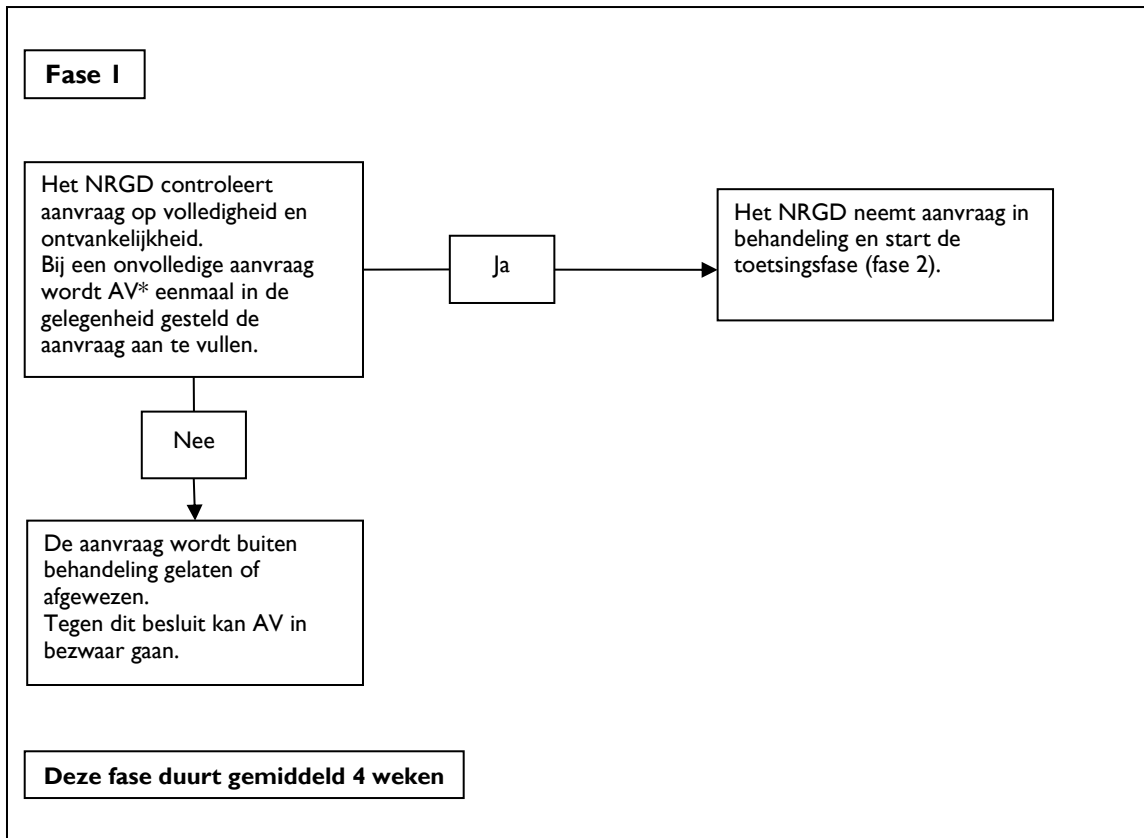 Fase 1
Het NRGD controleert
aanvraag op volledigheid en
ontvankelijkheid.
Bij een onvolledige aanvraag
wordt AV* eenmaal in de
gelegenheid gesteld de
aanvraag aan te vullen.
Ja
Het NRGD neemt aanvraag in
behandeling en start de
toetsingsfase (fase 2).
Nee
De aanvraag wordt buiten
behandeling gelaten of
afgewezen.
Tegen dit besluit kan AV in
bezwaar gaan.
Deze fase duurt gemiddeld 4 weken